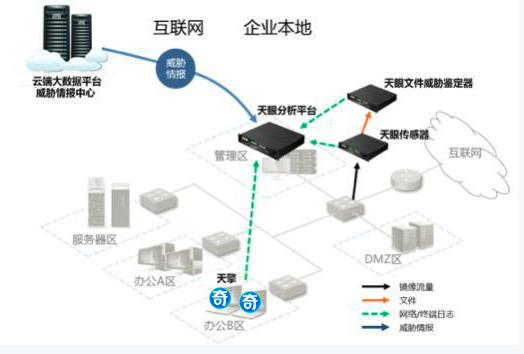 互联网
企业本地
云端大数据平台
威胁情报中心
威胁
情报
天眼文件威胁鉴定器
天眼分析平台
天眼传感器
管理区
互联网
服务器区
DMZ区
办公A区
天擎
奇
奇
办公B区
镜像流量
文件
网络/终端日志
威胁情报